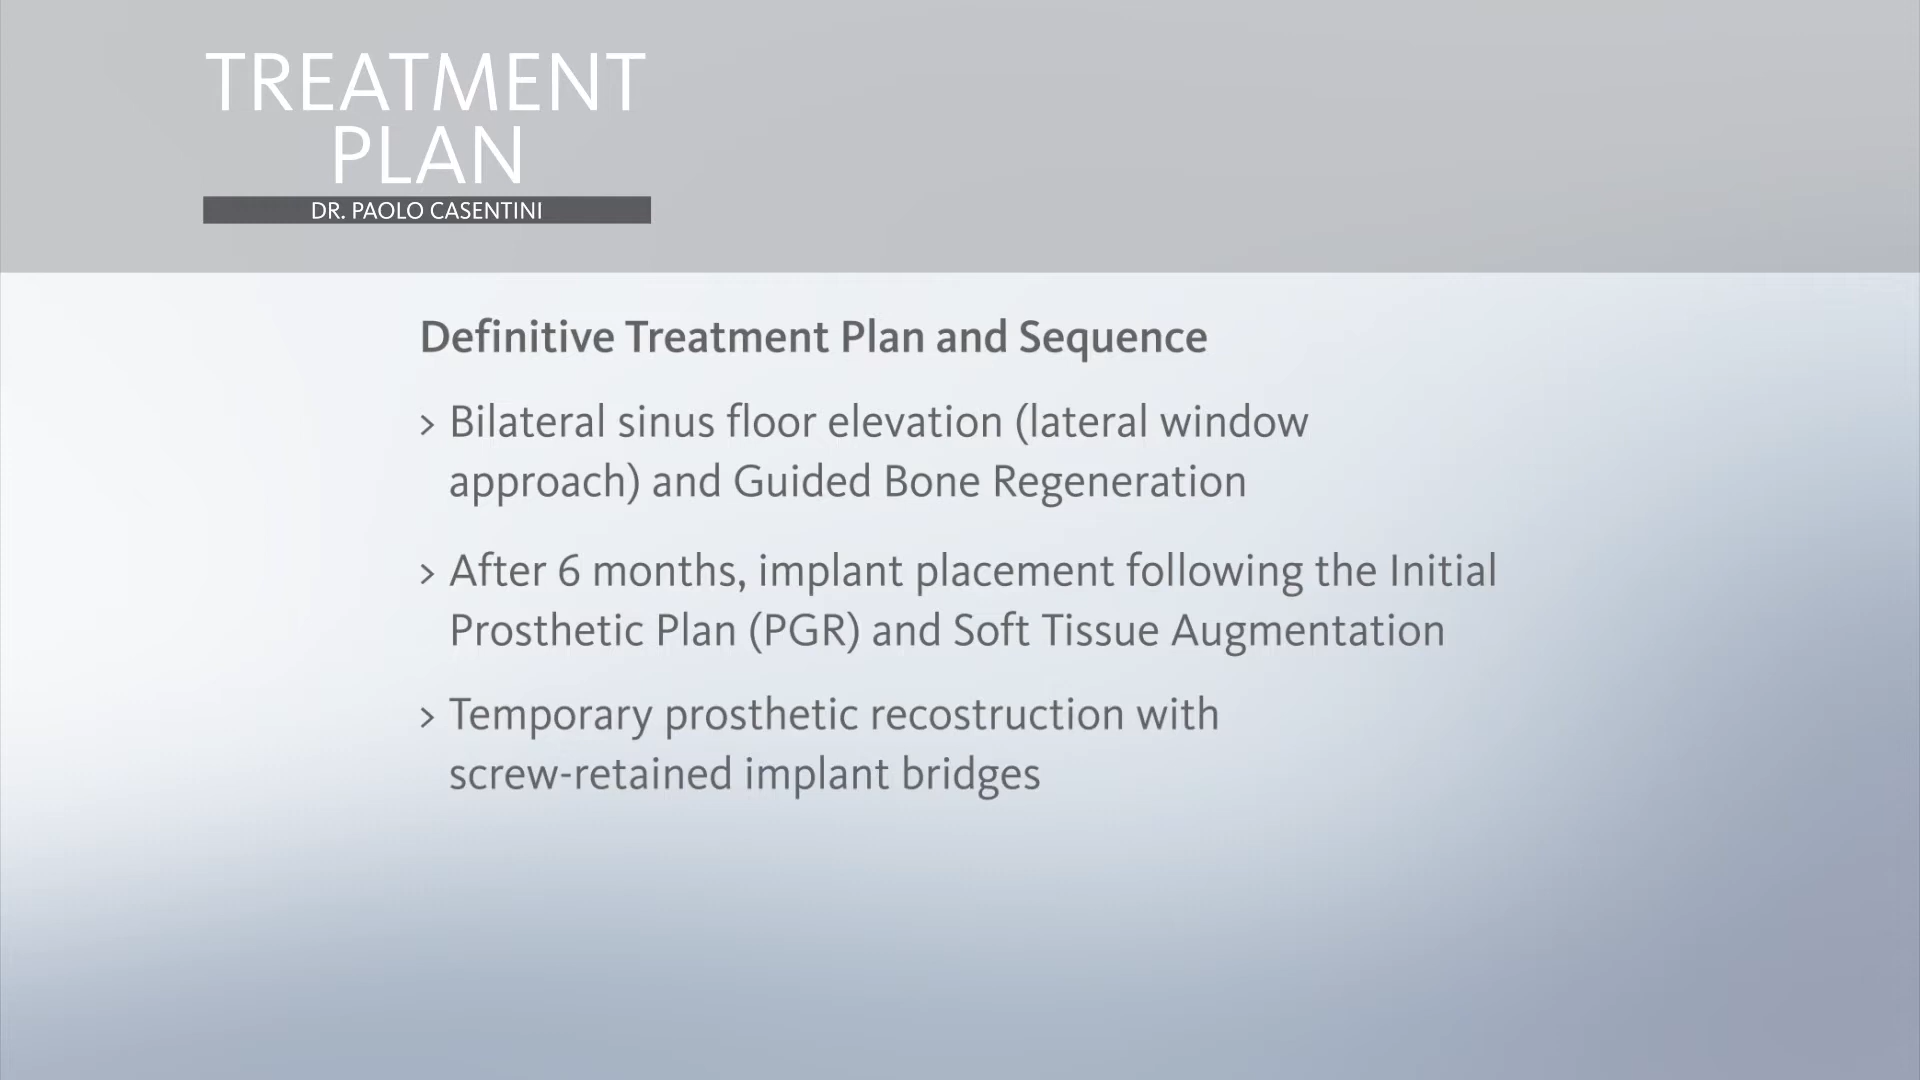 TREATMENT
PLAN
DR. PAOLO CASENTINI
Definitive Treatment Plan and Sequence
> Bilateral sinus floor elevation (lateral window
approach) and Guided Bone Regeneration
> After 6 months, implant placement following the Initial
Prosthetic Plan (PGR) and Soft Tissue Augmentation
> Temporary prosthetic recostruction with
screw-retained implant bridges